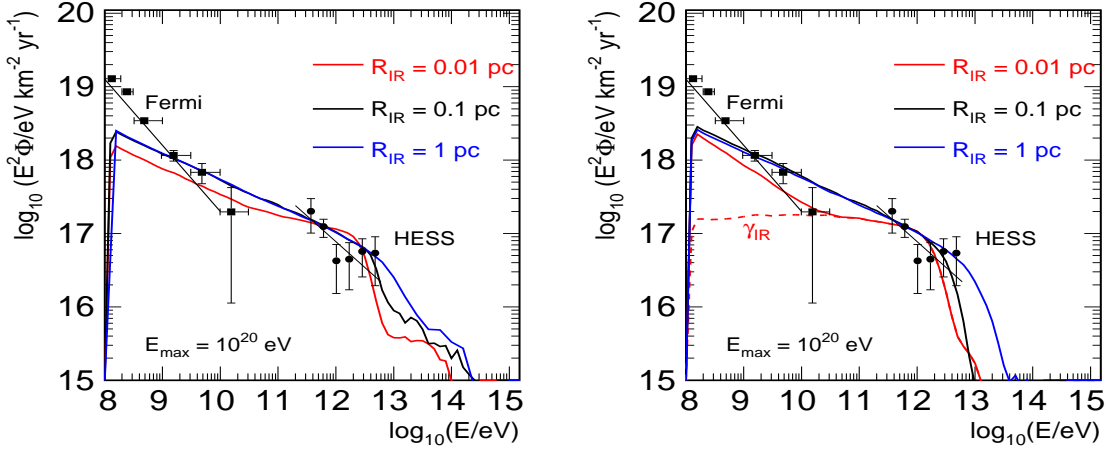 log10 (E2Φ/eV km-2 yr-1)
20
19
18
17
16
15
RIR = 0.01 pc
RIR = 0.1 pc
RIR = 1 pc
Fermi
HESS
Emax = 1020 eV
8 9 10 11 12 13 14 15
log10(E/eV)
log10 (E2Φ/eV km-2 yr-1)
20
19
18
17
16
15
RIR = 0.01 pc
RIR = 0.1 pc
RIR = 1 pc
Fermi
γIR
HESS
Emax = 1020 eV
8 9 10 11 12 13 14 15
log10(E/eV)